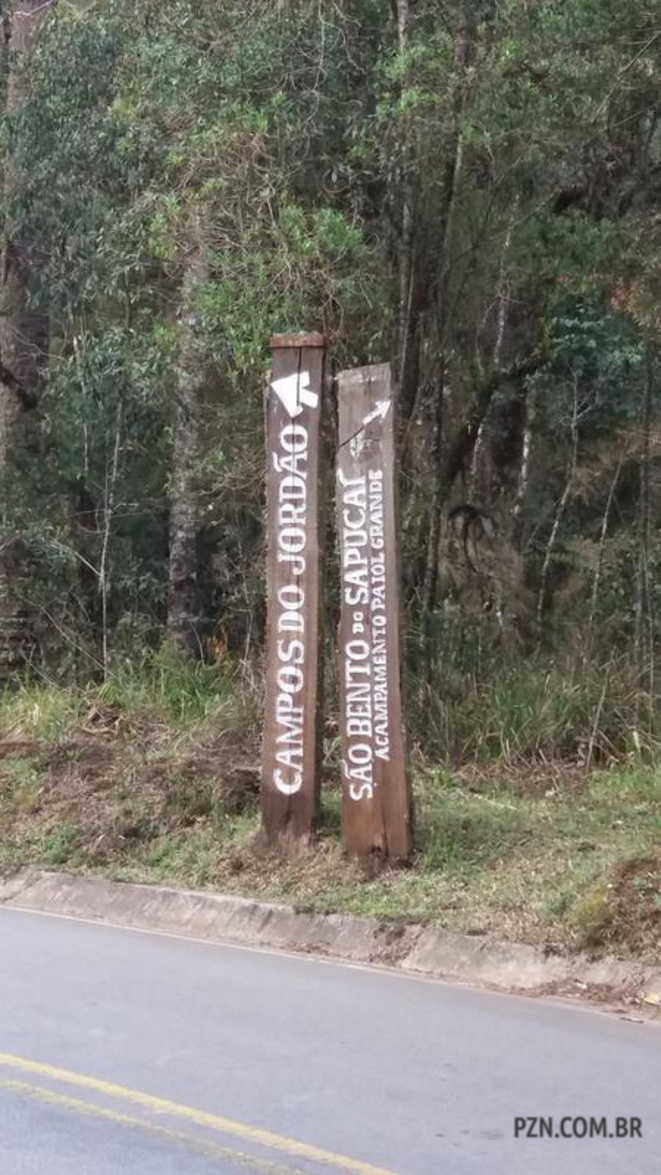 CAMPOS DO JORDÃO
SÃO BENTO DO SAPUCAÍ
ACAMPAMENTO PAIOL GRANDE
PZN.COM.BR